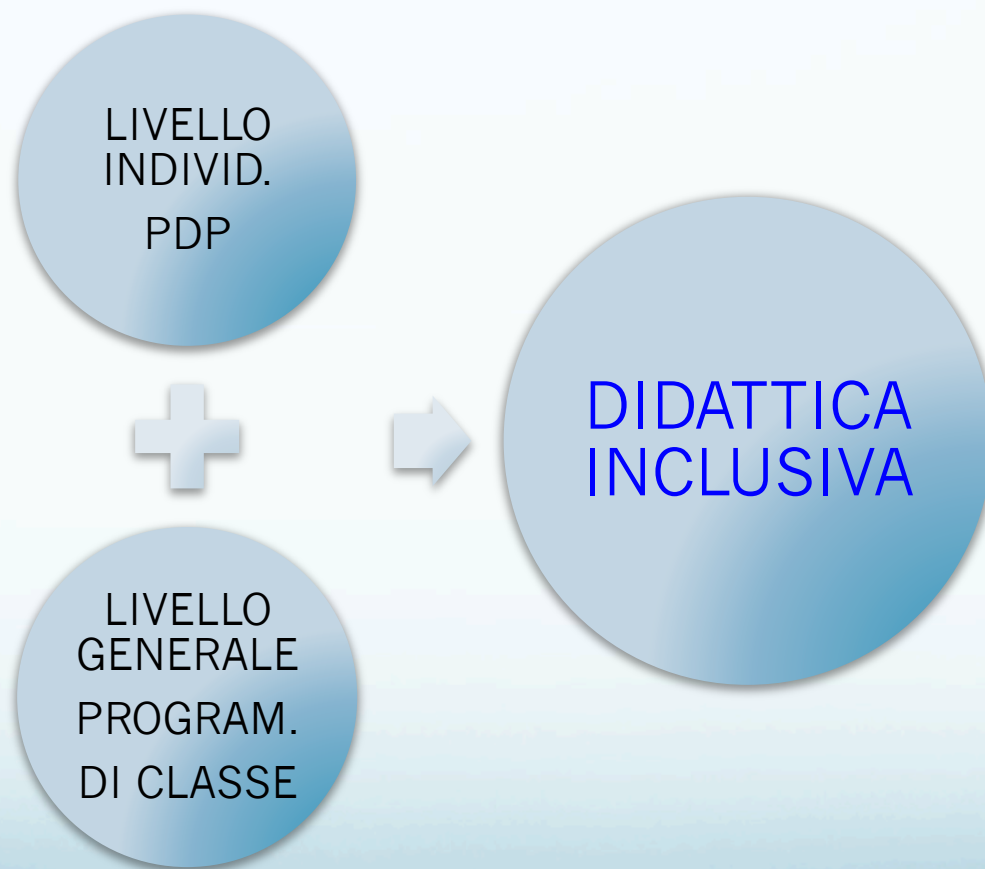 LIVELLO
INDIVID.
PDP
LIVELLO
GENERALE
PROGRAM.
DI CLASSE
DIDATTICA
INCLUSIVA